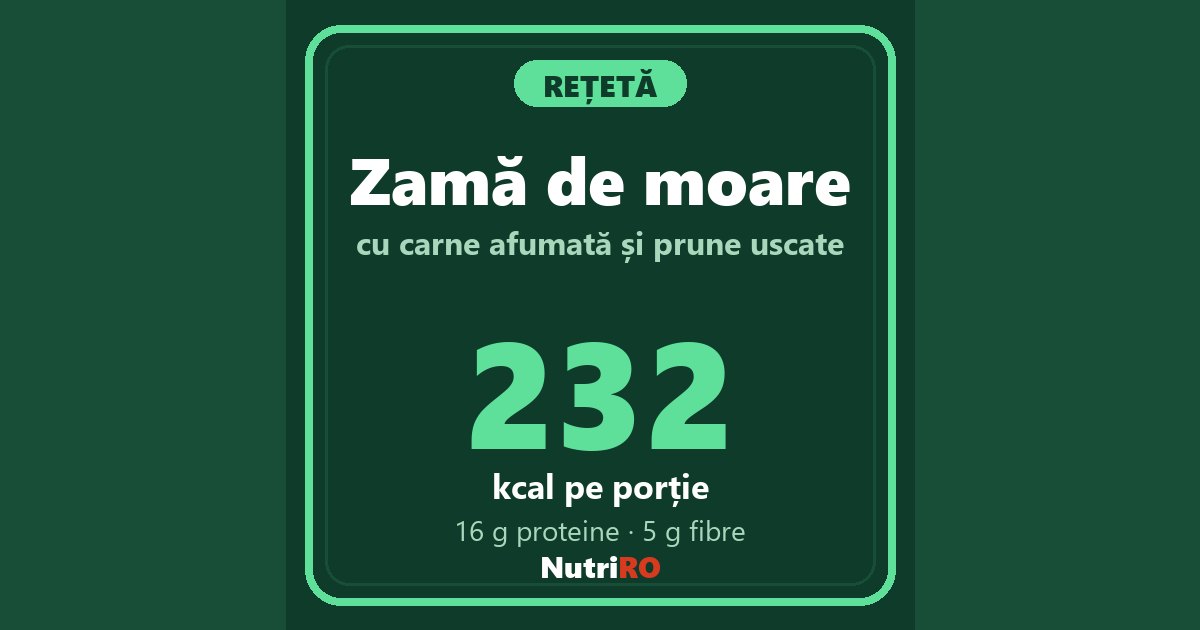 REȚETĂ
Zamă de moare
cu carne afumată și prune uscate
232
kcal pe porție
16 g proteine · 5 g fibre
NutriRO